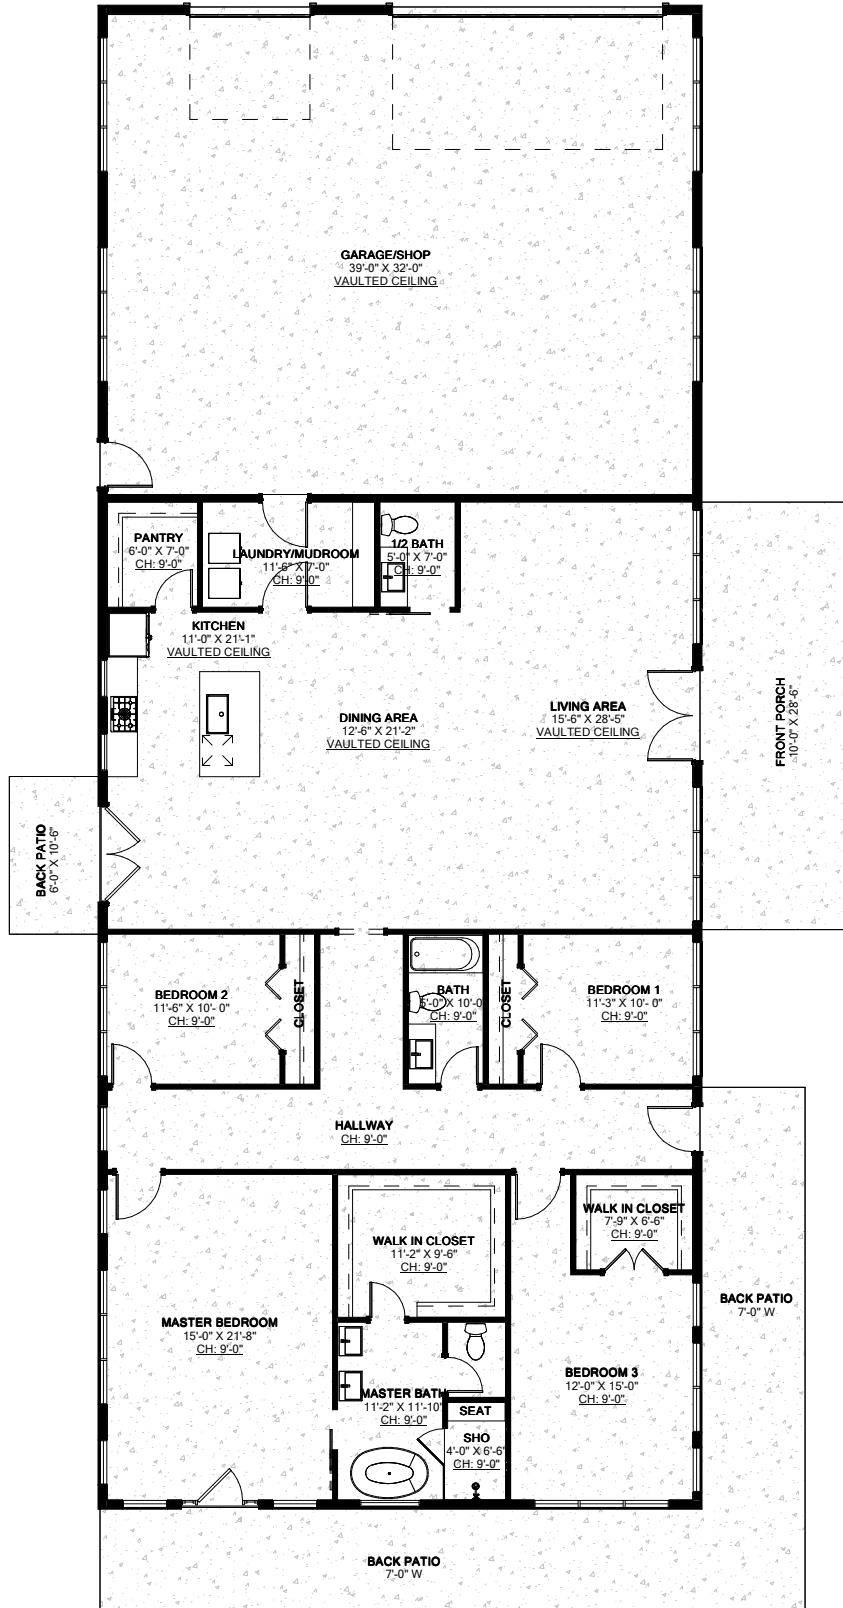 GARAGE/SHOP
39'-0" X 32'-0"
VAULTED CEILING
PANTRY
6'-0" X 7'-0"
CH: 9'-0"
LAUNDRY/MUDROOM
11'-6" X 7'-0"
CH: 9'-0"
1/2 BATH
5'-0" X 7'-0"
CH: 9'-0"
KITCHEN
11'-0" X 21'-1"
VAULTED CEILING
DINING AREA
12'-6" X 21'-2"
VAULTED CEILING
LIVING AREA
15'-6" X 28'-5"
VAULTED CEILING
FRONT PORCH
10'-0" X 28'-6"
BACK PATIO
6'-0" X 10'-6"
BEDROOM 2
11'-6" X 10'- 0"
CH: 9'-0"
CLOSET
BATH
5'-0" X 10'-0
CH: 9'-0"
CLOSET
BEDROOM 1
11'-3" X 10'- 0"
CH: 9'-0"
HALLWAY
CH: 9'-0"
WALK IN CLOSET
7'-9" X 6'-6"
CH: 9'-0"
WALK IN CLOSET
11'-2" X 9'-6"
CH: 9'-0"
BACK PATIO
7'-0" W
MASTER BEDROOM
15'-0" X 21'-8"
CH: 9'-0"
BEDROOM 3
12'-0" X 15'-0"
CH: 9'-0"
MASTER BATH
11'-2" X 11'-10"
CH: 9'-0"
SEAT
SHO
4'-0" X 6'-6"
CH: 9'-0"
BACK PATIO
7'-0" W